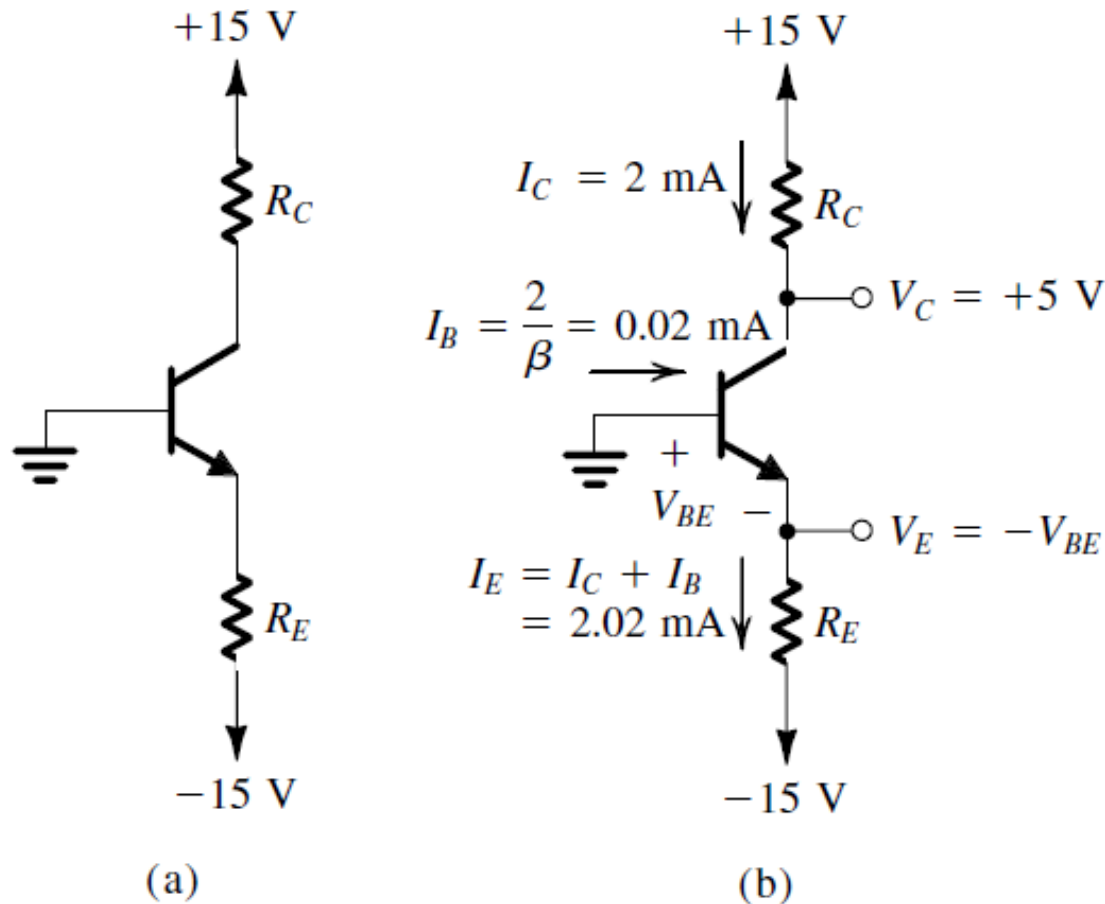 +15 V
R_C
R_E
−15 V
(a)
+15 V
I_C = 2 mA
R_C
V_C = +5 V
I_B = 2/β = 0.02 mA
+
V_BE −
V_E = −V_BE
I_E = I_C + I_B
= 2.02 mA
R_E
−15 V
(b)